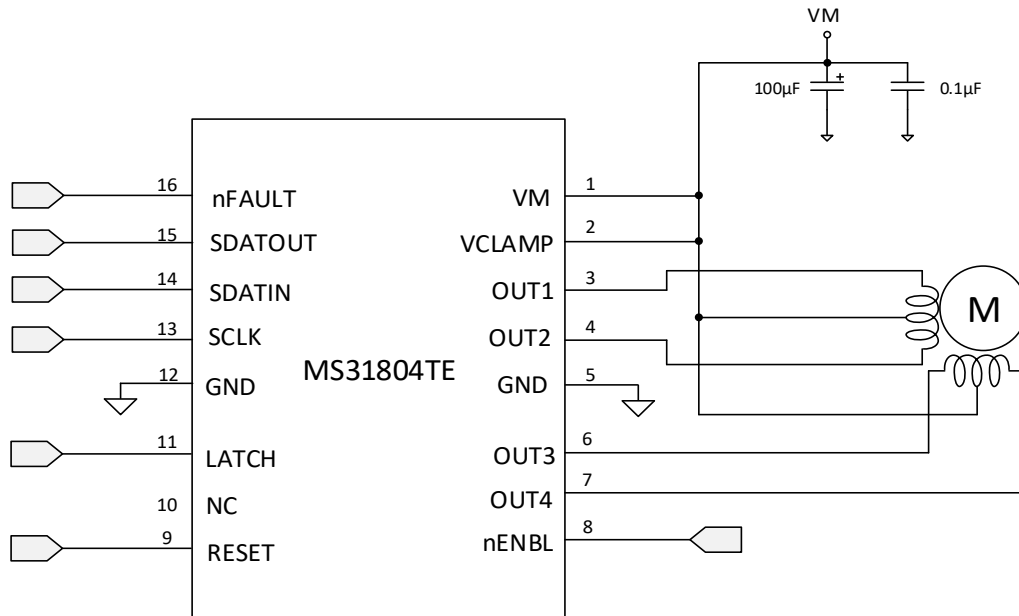 VM
100μF
+
0.1μF
16
nFAULT
VM
1
15
SDATOUT
VCLAMP
2
14
SDATIN
OUT1
3
13
SCLK
OUT2
4
M
MS31804TE
12
GND
GND
5
11
LATCH
OUT3
6
10
NC
OUT4
7
9
RESET
nENBL
8